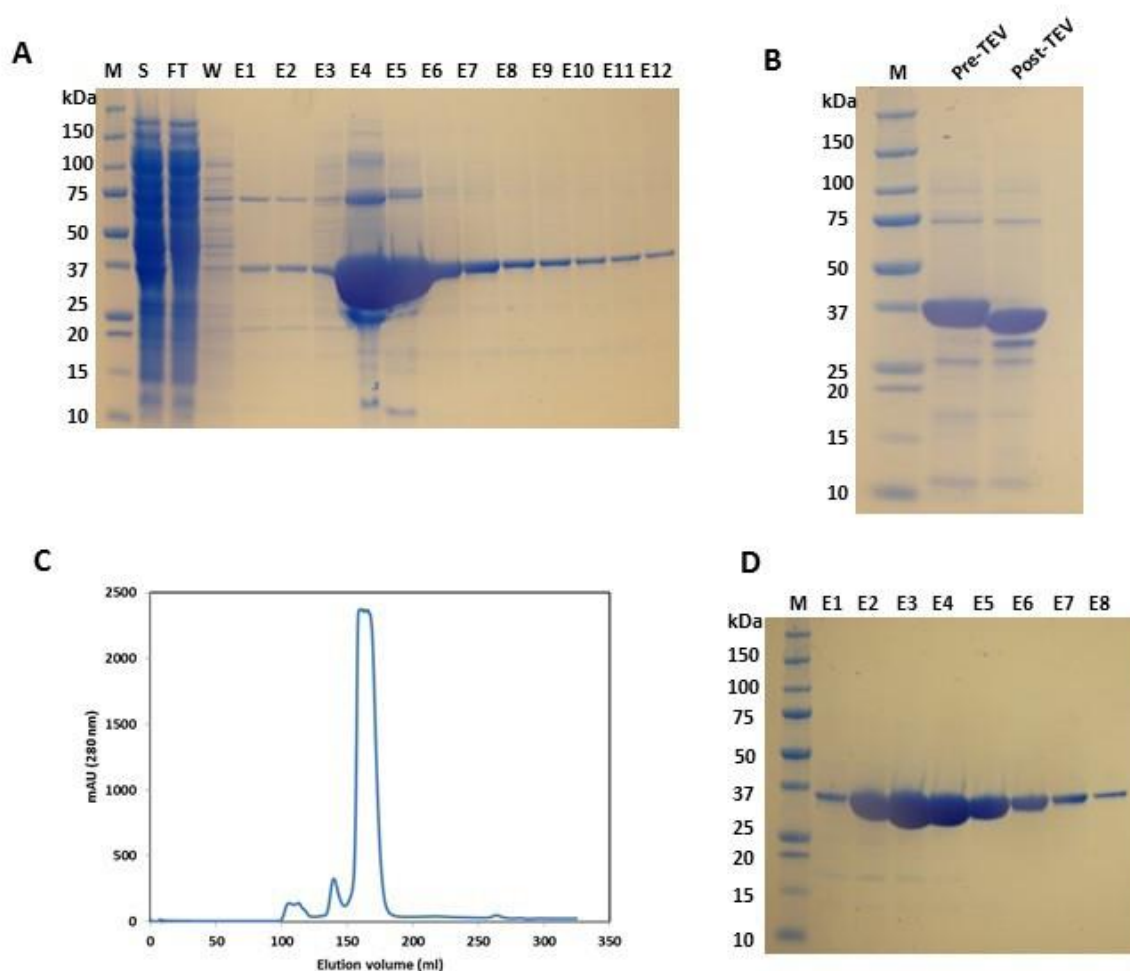 A
M S FT W E1 E2 E3 E4 E5 E6 E7 E8 E9 E10 E11 E12
kDa
150
100
75
50
37
25
20
15
10
B
M Pre-TEV Post-TEV
kDa
150
100
75
50
37
25
20
15
10
C
2500
2000
1500
1000
500
0
mAU (280 nm)
0 50 100 150 200 250 300 350
Elution volume (ml)
D
M E1 E2 E3 E4 E5 E6 E7 E8
kDa
150
100
75
50
37
25
20
15
10